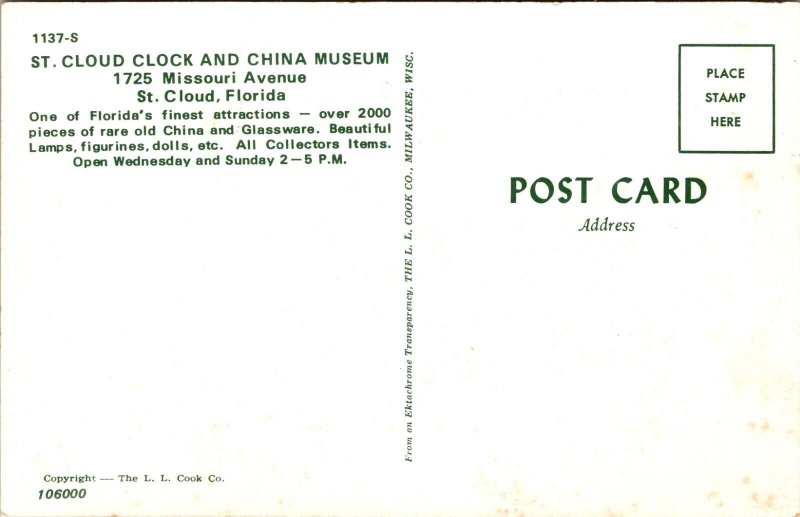 1137-S
ST. CLOUD CLOCK AND CHINA MUSEUM
1725 Missouri Avenue
St. Cloud, Florida
One of Florida's finest attractions — over 2000
pieces of rare old China and Glassware. Beautiful
Lamps, figurines, dolls, etc. All Collectors Items.
Open Wednesday and Sunday 2—5 P.M.
Copyright — The L. L. Cook Co.
106000
From an Ektachrome Transparency, THE L. L. COOK CO., MILWAUKEE, WISC.
PLACE
STAMP
HERE
POST CARD
Address